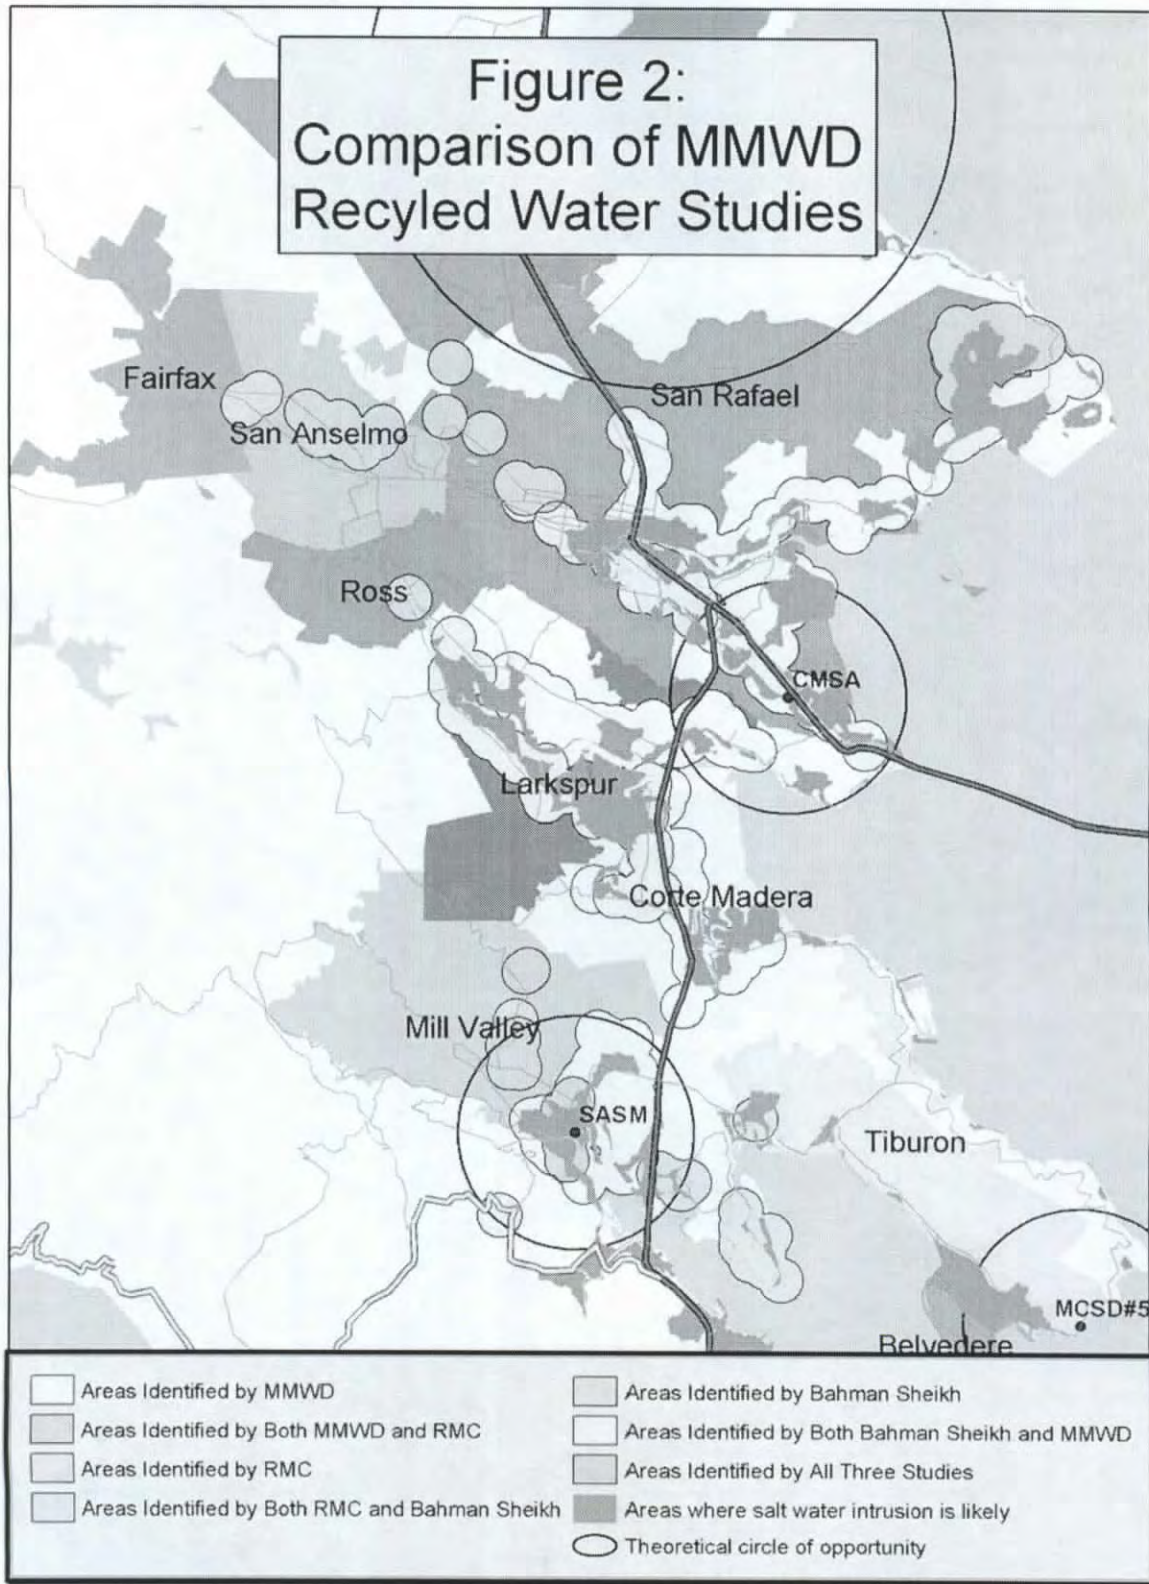 Figure 2:
Comparison of MMWD
Recyled Water Studies
Fairfax
San Rafael
San Anselmo
Ross
CMSA
Larkspur
Corte Madera
Mill Valley
SASM
Tiburon
MCSD#5
Belvedere
Areas Identified by MMWD
Areas Identified by Both MMWD and RMC
Areas Identified by RMC
Areas Identified by Both RMC and Bahman Sheikh
Areas Identified by Bahman Sheikh
Areas Identified by Both Bahman Sheikh and MMWD
Areas Identified by All Three Studies
Areas where salt water intrusion is likely
Theoretical circle of opportunity